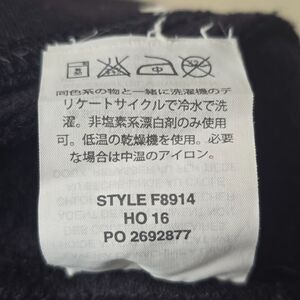 同色系の物と一緒に洗濯機のデ
リケートサイクルで冷水で洗
濯。非塩素系漂白剤のみ使用
可。低温の乾燥機を使用。必要
な場合は中温のアイロン。
STYLE F8914
HO 16
PO 2692877